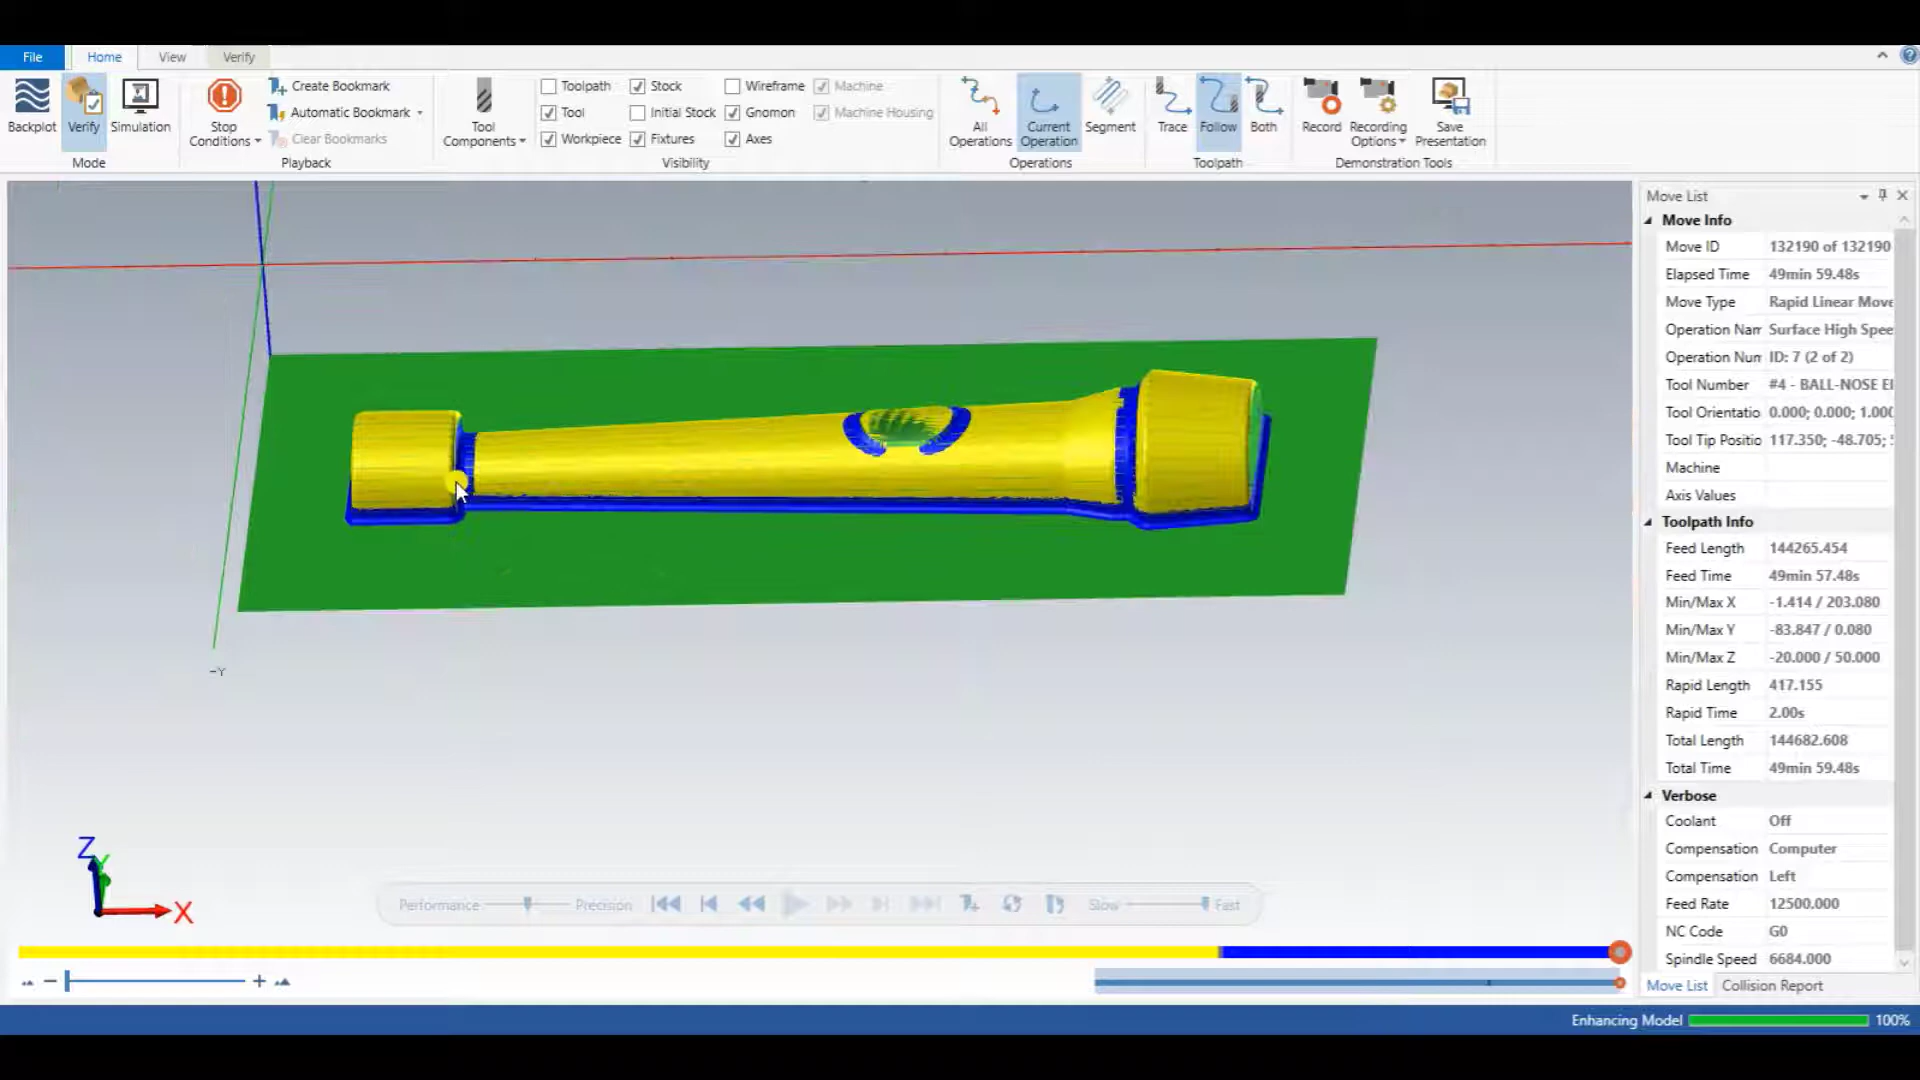 File Home View Verify
Backplot Verify Simulation
Mode
Stop Conditions
Create Bookmark
Automatic Bookmark
Clear Bookmarks
Playback
Tool Components
Toolpath Stock Wireframe Machine
Tool Initial Stock Gnomon Machine Housing
Workpiece Fixtures Axes
Visibility
All Operations Current Operation Segment
Operations
Trace Follow Both
Toolpath
Record Recording Options Save Presentation
Demonstration Tools
Move List
Move Info
Move ID 132190 of 132190
Elapsed Time 49min 59.48s
Move Type Rapid Linear Move
Operation Nam Surface High Spee
Operation Num ID: 7 (2 of 2)
Tool Number #4 - BALL-NOSE E
Tool Orientatio 0.000; 0.000; 1.000
Tool Tip Positio 117.350; -48.705;
Machine
Axis Values
Toolpath Info
Feed Length 144265.454
Feed Time 49min 57.48s
Min/Max X -1.414 / 203.080
Min/Max Y -83.847 / 0.080
Min/Max Z -20.000 / 50.000
Rapid Length 417.155
Rapid Time 2.00s
Total Length 144682.608
Total Time 49min 59.48s
Verbose
Coolant Off
Compensation Computer
Compensation Left
Feed Rate 12500.000
NC Code G0
Spindle Speed 6684.000
Move List Collision Report
-Y
Z
Y
X
Performance Precision Slow Fast
Enhancing Model 100%